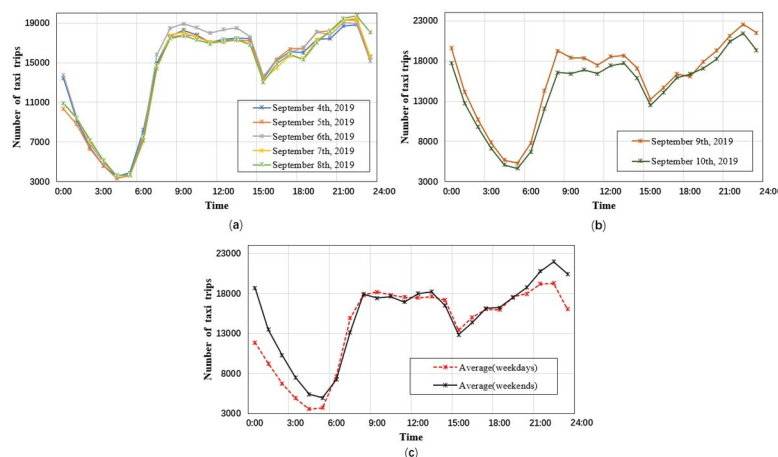 Number of taxi trips
19000
15000
11000
7000
3000
0:00 3:00 6:00 9:00 12:00 15:00 18:00 21:00 24:00
Time
September 4th, 2019
September 5th, 2019
September 6th, 2019
September 7th, 2019
September 8th, 2019
(a)
Number of taxi trips
23000
18000
13000
8000
3000
0:00 3:00 6:00 9:00 12:00 15:00 18:00 21:00 24:00
Time
September 9th, 2019
September 10th, 2019
(b)
Number of taxi trips
23000
18000
13000
8000
3000
0:00 3:00 6:00 9:00 12:00 15:00 18:00 21:00 24:00
Time
Average(weekdays)
Average(weekends)
(c)